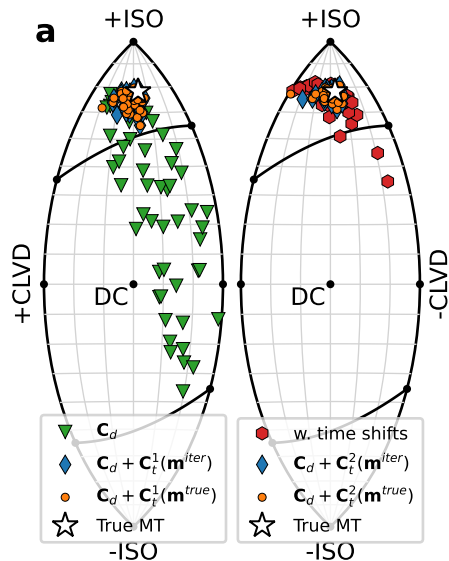 a
+ISO +ISO
+CLVD
-CLVD
DC DC
C_d
C_d + C_t^1(m^iter)
C_d + C_t^1(m^true)
True MT
w. time shifts
C_d + C_t^2(m^iter)
C_d + C_t^2(m^true)
True MT
-ISO -ISO